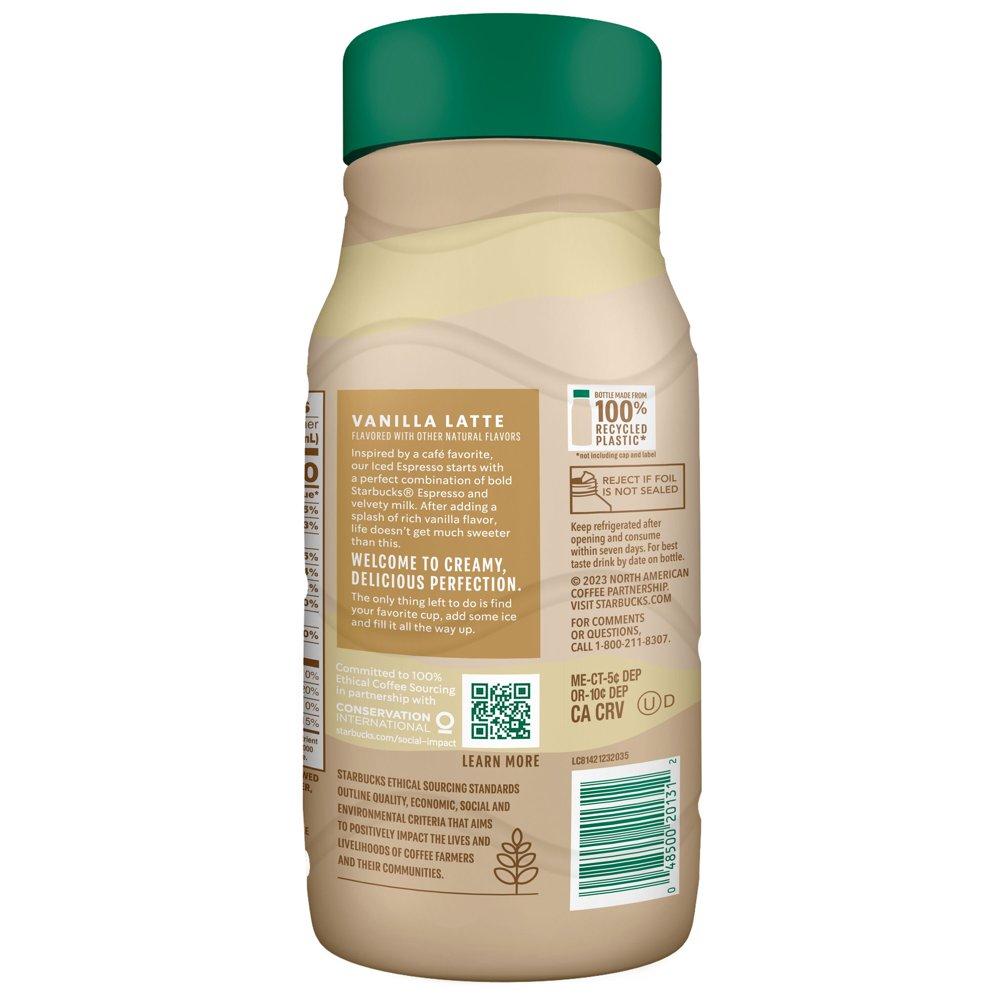 VANILLA LATTE
FLAVORED WITH OTHER NATURAL FLAVORS
Inspired by a café favorite,
our Iced Espresso starts with
a perfect combination of bold
Starbucks® Espresso and
velvety milk. After adding a
splash of rich vanilla flavor,
life doesn't get much sweeter
than this.
WELCOME TO CREAMY,
DELICIOUS PERFECTION.
The only thing left to do is find
your favorite cup, add some ice
and fill it all the way up.
Committed to 100%
Ethical Coffee Sourcing
in partnership with
CONSERVATION
INTERNATIONAL
starbucks.com/social-impact
LEARN MORE
STARBUCKS ETHICAL SOURCING STANDARDS
OUTLINE QUALITY, ECONOMIC, SOCIAL AND
ENVIRONMENTAL CRITERIA THAT AIMS
TO POSITIVELY IMPACT THE LIVES AND
LIVELIHOODS OF COFFEE FARMERS
AND THEIR COMMUNITIES.
BOTTLE MADE FROM
100%
RECYCLED
PLASTIC*
*not including cap and label
REJECT IF FOIL
IS NOT SEALED
Keep refrigerated after
opening and consume
within seven days. For best
taste drink by date on bottle.
© 2023 NORTH AMERICAN
COFFEE PARTNERSHIP.
VISIT STARBUCKS.COM
FOR COMMENTS
OR QUESTIONS,
CALL 1-800-211-8307.
ME-CT-5¢ DEP
OR-10¢ DEP
CA CRV
U D
LC81421232035
0 48500 20131 2